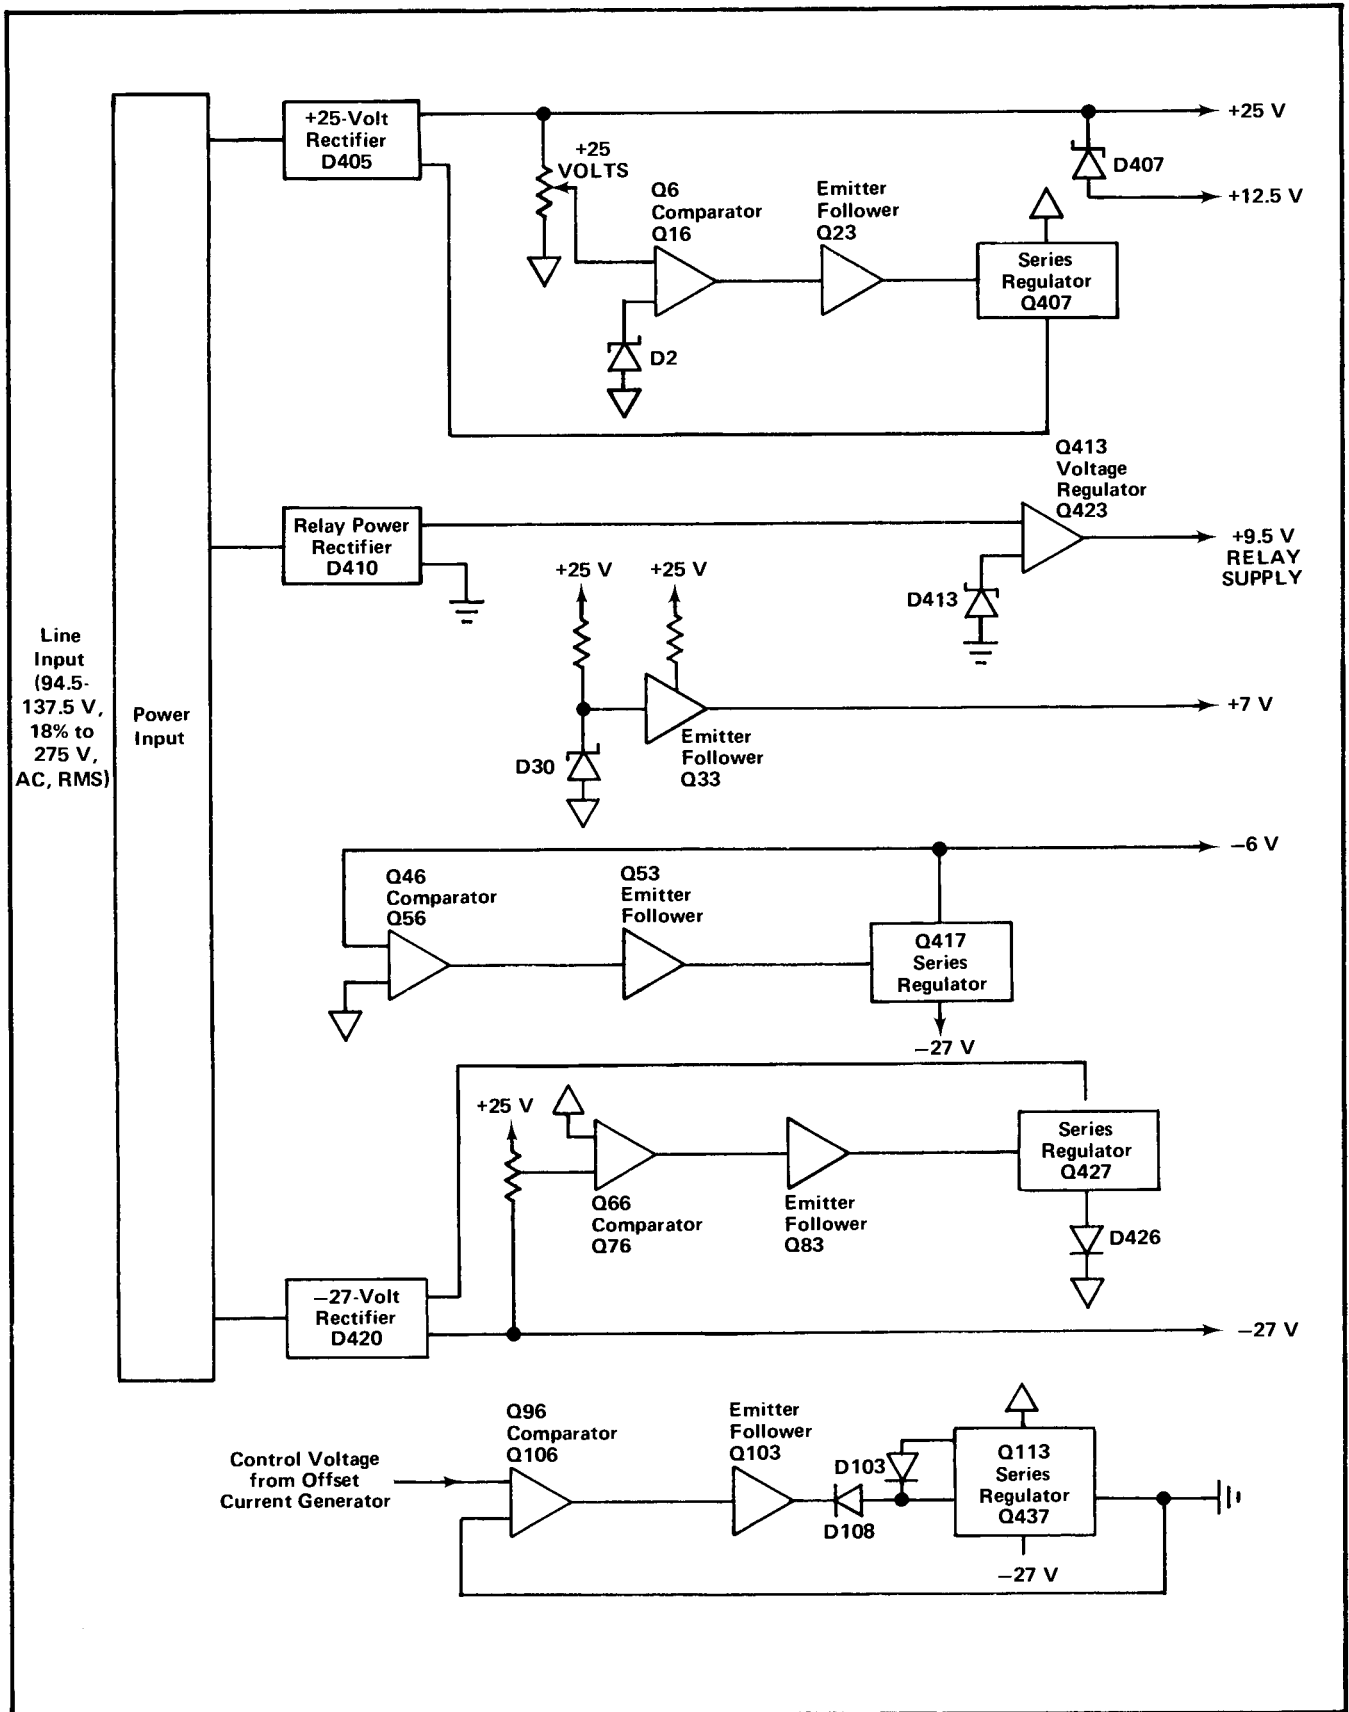 +25-Volt
Rectifier
D405
+25
VOLTS
Q6
Comparator
Q16
Emitter
Follower
Q23
Series
Regulator
Q407
+25 V
D407
+12.5 V
D2
Relay Power
Rectifier
D410
Q413
Voltage
Regulator
Q423
+9.5 V
RELAY
SUPPLY
D413
+25 V
+25 V
Line
Input
(94.5-
137.5 V,
18% to
275 V,
AC, RMS)
Power
Input
+7 V
Emitter
Follower
Q33
D30
−6 V
Q46
Comparator
Q56
Q53
Emitter
Follower
Q417
Series
Regulator
−27 V
+25 V
Series
Regulator
Q427
Q66
Comparator
Q76
Emitter
Follower
Q83
D426
−27-Volt
Rectifier
D420
−27 V
Control Voltage
from Offset
Current Generator
Q96
Comparator
Q106
Emitter
Follower
Q103
D103
D108
Q113
Series
Regulator
Q437
−27 V